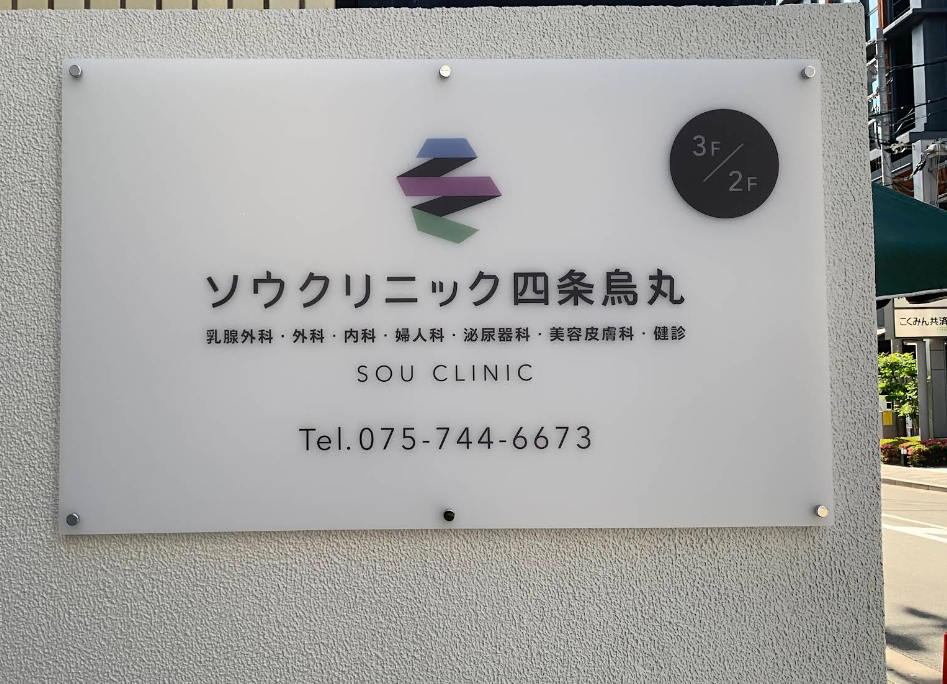 3F
2F
ソウクリニック四条烏丸
乳腺外科・外科・内科・婦人科・泌尿器科・美容皮膚科・健診
SOU CLINIC
Tel.075-744-6673
こくみん共済